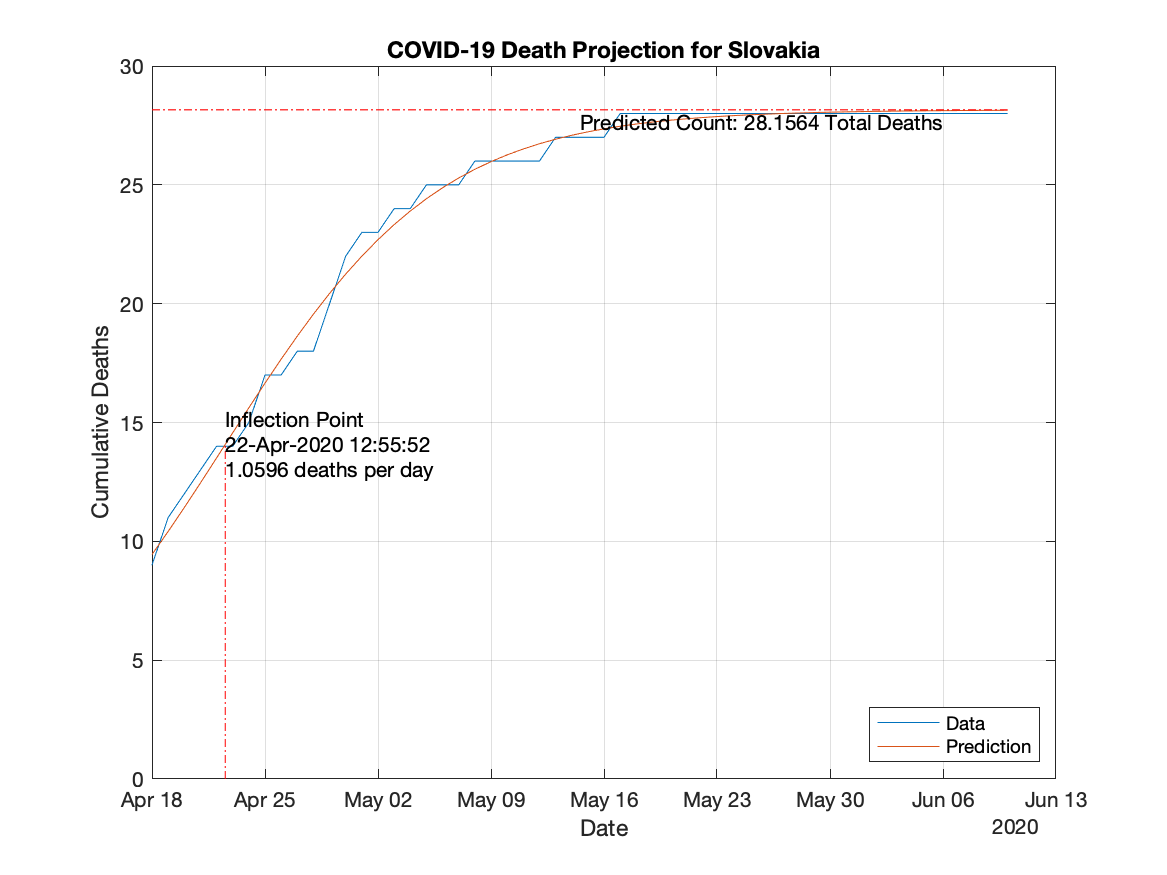 COVID-19 Death Projection for Slovakia
30
25
20
15
10
5
0
Cumulative Deaths
Predicted Count: 28.1564 Total Deaths
Inflection Point
22-Apr-2020 12:55:52
1.0596 deaths per day
Data
Prediction
Apr 18 Apr 25 May 02 May 09 May 16 May 23 May 30 Jun 06 Jun 13
Date
2020